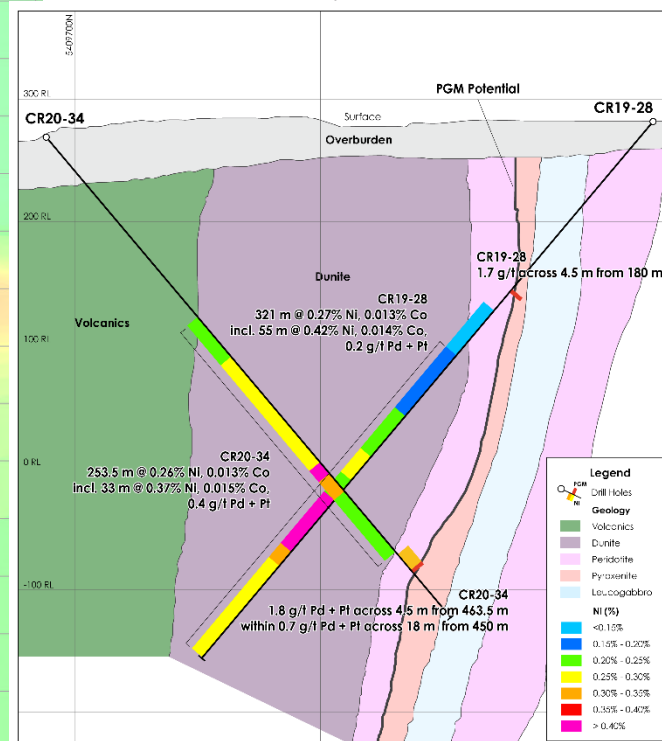 5409700N
300 RL
PGM Potential
CR20-34
CR19-28
Surface
Overburden
200 RL
CR19-28
1.7 g/t across 4.5 m from 180 m
Dunite
CR19-28
321 m @ 0.27% Ni, 0.013% Co
incl. 55 m @ 0.42% Ni, 0.014% Co,
0.2 g/t Pd + Pt
Volcanics
100 RL
CR20-34
0 RL
253.5 m @ 0.26% Ni, 0.013% Co
incl. 33 m @ 0.37% Ni, 0.015% Co,
0.4 g/t Pd + Pt
-100 RL
CR20-34
1.8 g/t Pd + Pt across 4.5 m from 463.5 m
within 0.7 g/t Pd + Pt across 18 m from 450 m
Legend
PGM
Drill Holes
NI
Geology
Volcanics
Dunite
Peridotite
Pyroxenite
Leucogabbro
NI (%)
<0.15%
0.15% - 0.20%
0.20% - 0.25%
0.25% - 0.30%
0.30% - 0.35%
0.35% - 0.40%
> 0.40%